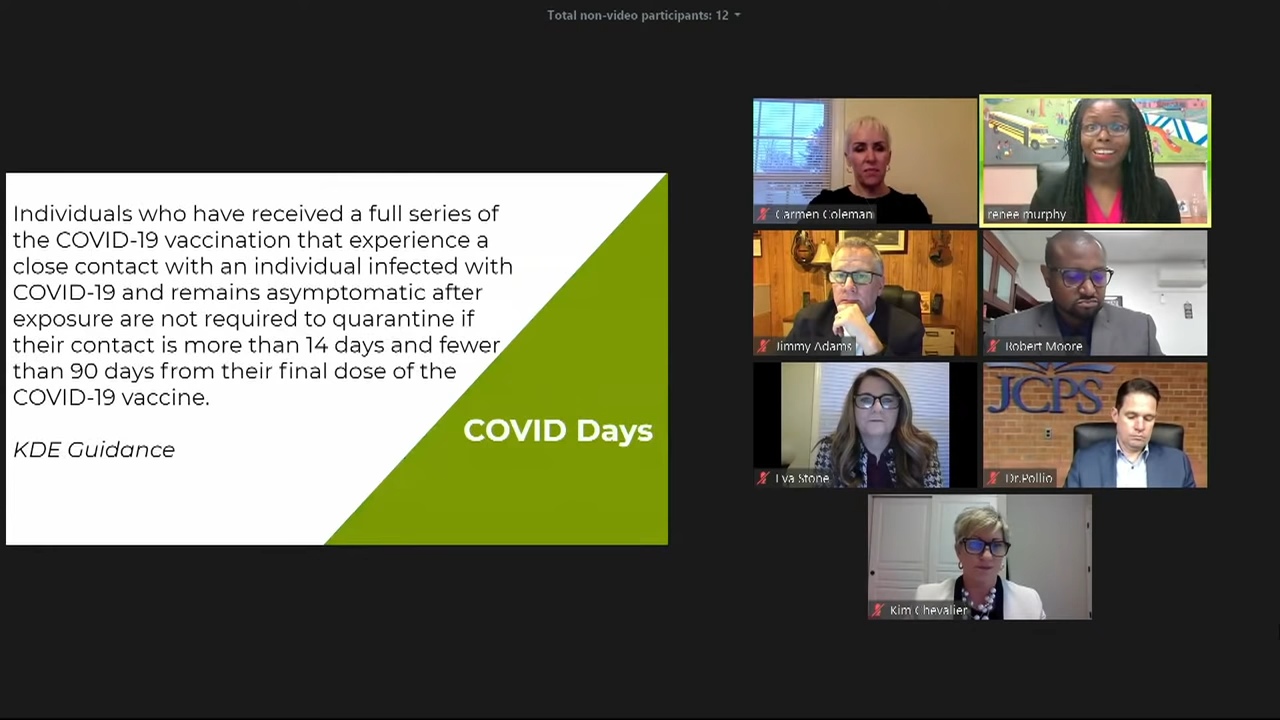 Total non-video participants: 12
Individuals who have received a full series of
the COVID-19 vaccination that experience a
close contact with an individual infected with
COVID-19 and remains asymptomatic after
exposure are not required to quarantine if
their contact is more than 14 days and fewer
than 90 days from their final dose of the
COVID-19 vaccine.
KDE Guidance
COVID Days
Carmen Coleman
renee murphy
Jimmy Adams
Robert Moore
Eva Stone
JCPS
Dr.Pollio
Kim Chevalier